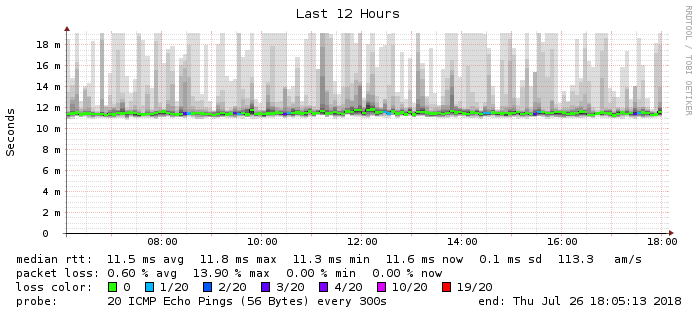 Last 12 Hours
RRDTOOL / TOBI OETIKER
Seconds
18 m
16 m
14 m
12 m
10 m
8 m
6 m
4 m
2 m
0
08:00 10:00 12:00 14:00 16:00 18:00
median rtt: 11.5 ms avg 11.8 ms max 11.3 ms min 11.6 ms now 0.1 ms sd 113.3 am/s
packet loss: 0.60 % avg 13.90 % max 0.00 % min 0.00 % now
loss color: 0 1/20 2/20 3/20 4/20 10/20 19/20
probe: 20 ICMP Echo Pings (56 Bytes) every 300s end: Thu Jul 26 18:05:13 2018